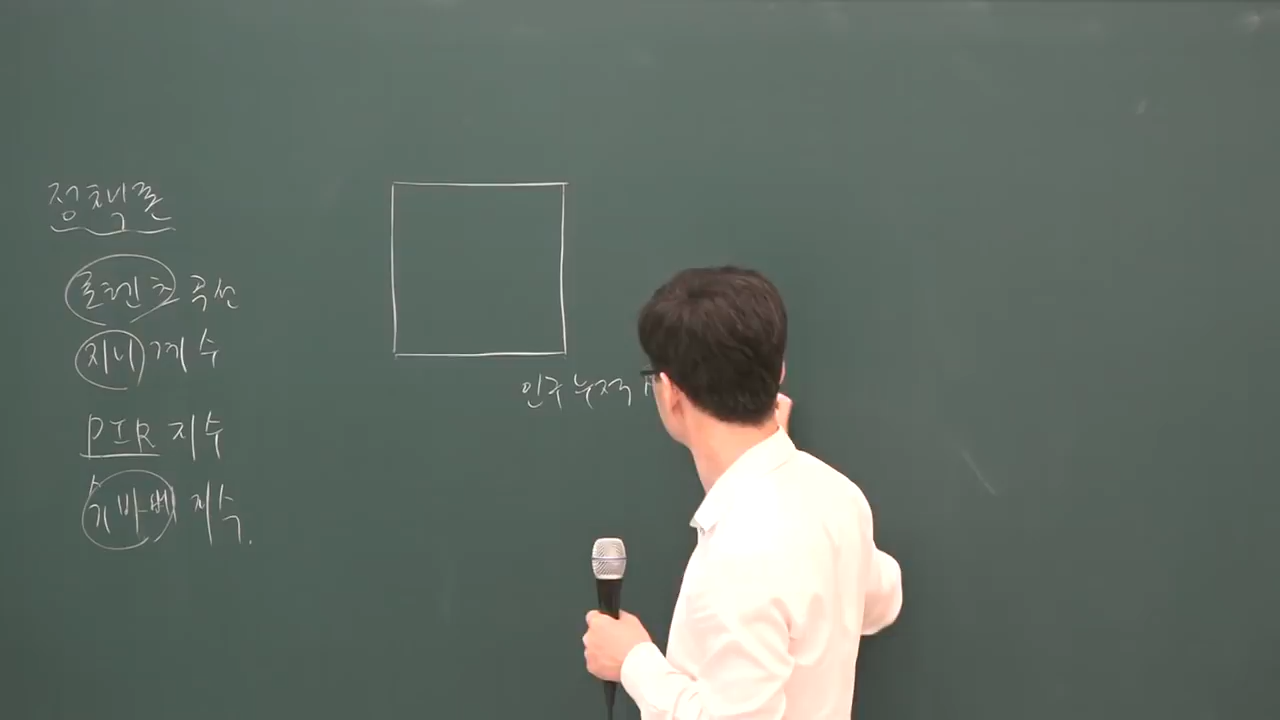 정책론
로렌츠 곡선
지니 계수
PIR 지수
슈바베 지수.
인구 누적